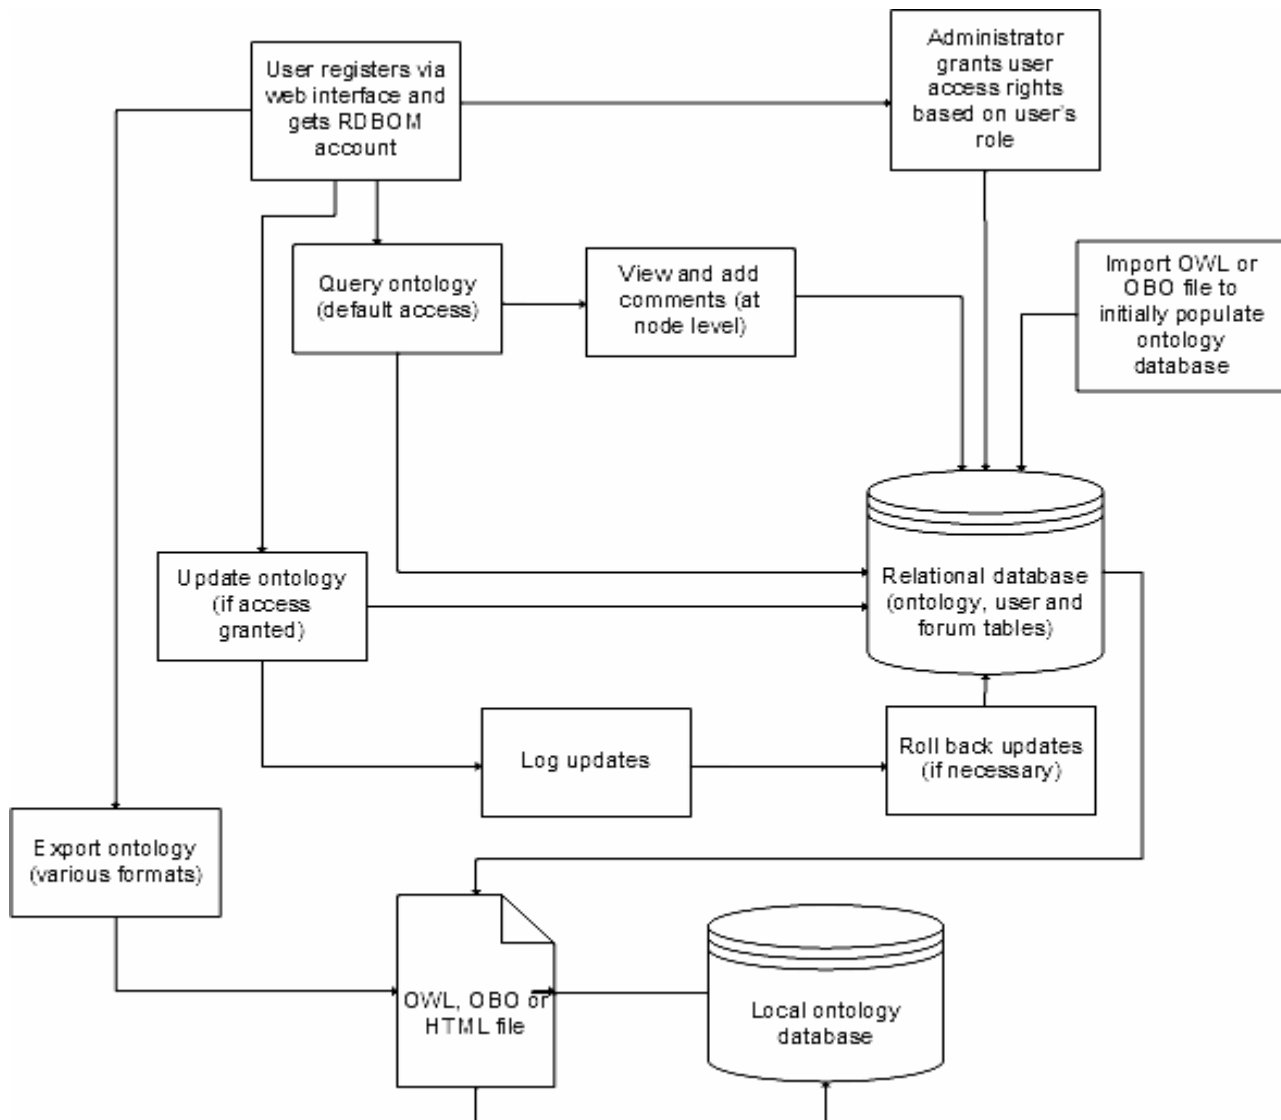 User registers via
web interface and
gets RDBOM
account
Administrator
grants user
access rights
based on user's
role
Query ontology
(default access)
View and add
comments (at
node level)
Import OWL or
OBO file to
initially populate
ontology
database
Update ontology
(if access
granted)
Relational database
(ontology, user and
forum tables)
Log updates
Roll back updates
(if necessary)
Export ontology
(various formats)
OWL, OBO or
HTML file
Local ontology
database